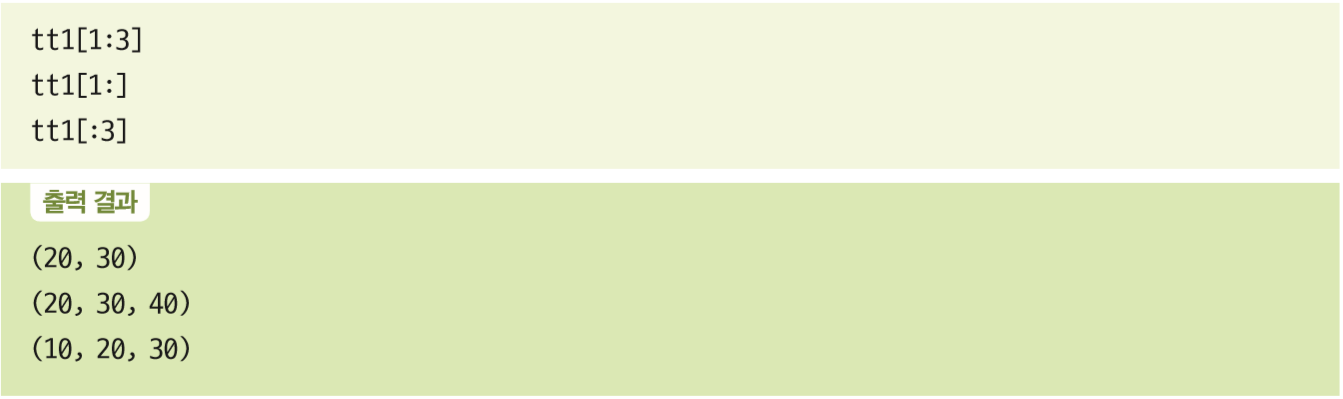 tt1[1:3]
tt1[1:]
tt1[:3]
출력 결과
(20, 30)
(20, 30, 40)
(10, 20, 30)